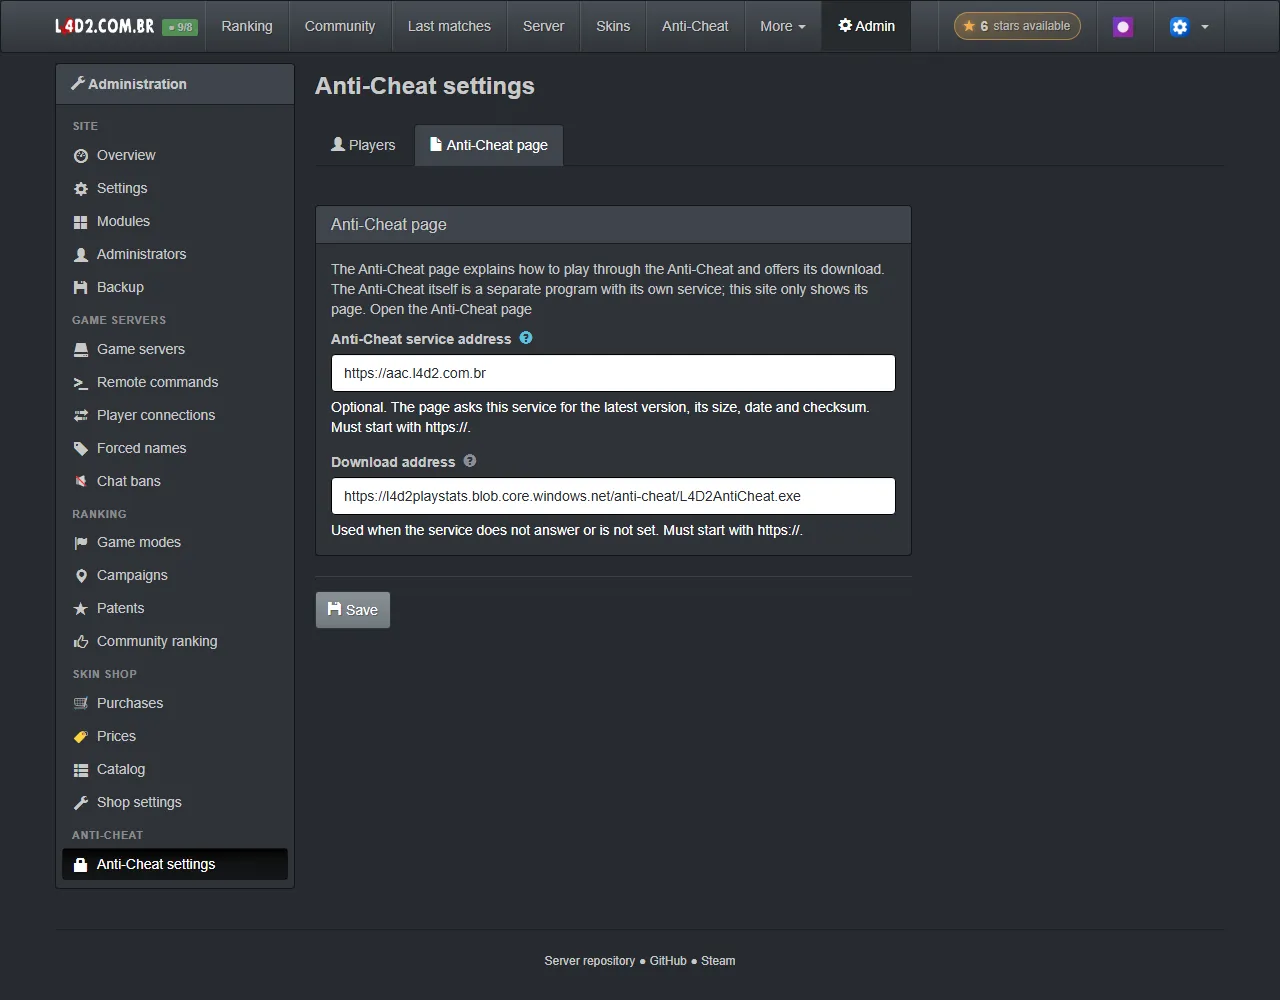 L4D2.COM.BR 9/8 Ranking Community Last matches Server Skins Anti-Cheat More Admin 6 stars available
Administration
SITE
Overview
Settings
Modules
Administrators
Backup
GAME SERVERS
Game servers
Remote commands
Player connections
Forced names
Chat bans
RANKING
Game modes
Campaigns
Patents
Community ranking
SKIN SHOP
Purchases
Prices
Catalog
Shop settings
ANTI-CHEAT
Anti-Cheat settings
Anti-Cheat settings
Players Anti-Cheat page
Anti-Cheat page
The Anti-Cheat page explains how to play through the Anti-Cheat and offers its download.
The Anti-Cheat itself is a separate program with its own service; this site only shows its
page. Open the Anti-Cheat page
Anti-Cheat service address ?
https://aac.l4d2.com.br
Optional. The page asks this service for the latest version, its size, date and checksum.
Must start with https://.
Download address ?
https://l4d2playstats.blob.core.windows.net/anti-cheat/L4D2AntiCheat.exe
Used when the service does not answer or is not set. Must start with https://.
Save
Server repository ● GitHub ● Steam